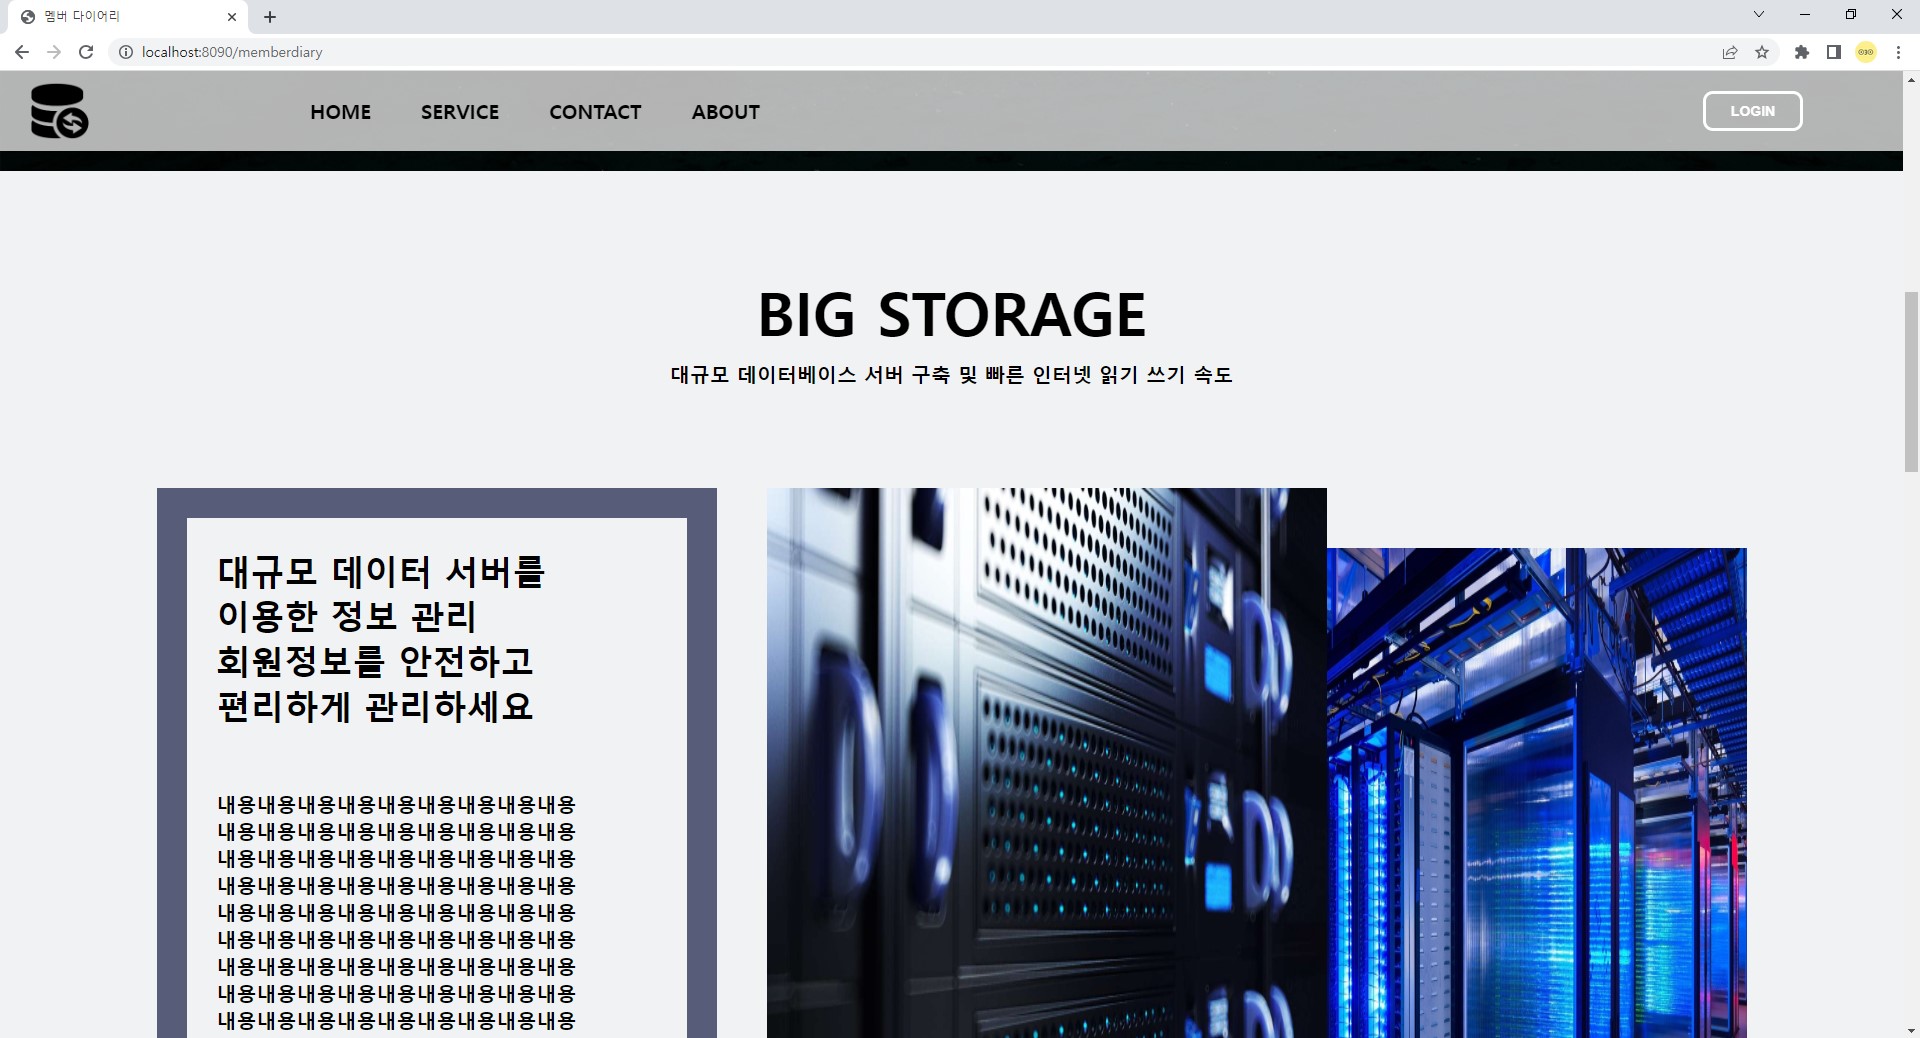 멤버 다이어리
localhost:8090/memberdiary
HOME SERVICE CONTACT ABOUT LOGIN
BIG STORAGE
대규모 데이터베이스 서버 구축 및 빠른 인터넷 읽기 쓰기 속도
대규모 데이터 서버를
이용한 정보 관리
회원정보를 안전하고
편리하게 관리하세요
내용내용내용내용내용내용내용내용내용
내용내용내용내용내용내용내용내용내용
내용내용내용내용내용내용내용내용내용
내용내용내용내용내용내용내용내용내용
내용내용내용내용내용내용내용내용내용
내용내용내용내용내용내용내용내용내용
내용내용내용내용내용내용내용내용내용
내용내용내용내용내용내용내용내용내용
내용내용내용내용내용내용내용내용내용